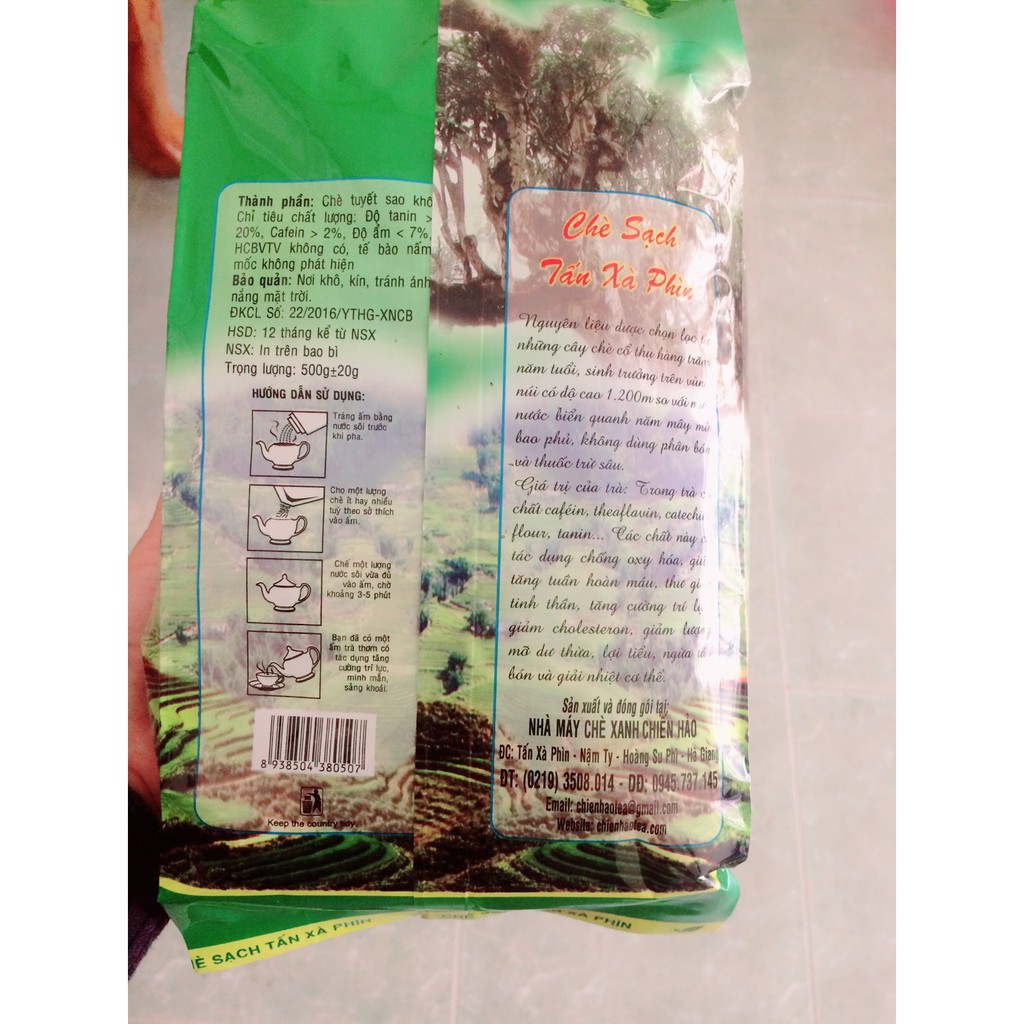 Thành phần: Chè tuyết sao khô
Chỉ tiêu chất lượng: Độ tanin >
20%, Cafein > 2%, Độ ẩm < 7%,
HCBVTV không có, tế bào nấm
mốc không phát hiện
Bảo quản: Nơi khô, kín, tránh ánh
nắng mặt trời.
ĐKCL Số: 22/2016/YTHG-XNCB
HSD: 12 tháng kể từ NSX
NSX: In trên bao bì
Trọng lượng: 500g±20g
HƯỚNG DẪN SỬ DỤNG:
Tráng ấm bằng
nước sôi trước
khi pha.
Cho một lượng
chè ít hay nhiều
tuỳ theo sở thích
vào ấm.
Chế một lượng
nước sôi vừa đủ
vào ấm, chờ
khoảng 3-5 phút
Bạn đã có một
ấm trà thơm có
tác dụng tăng
cường trí lực,
minh mẫn,
sảng khoái.
8 938504 380507
Keep the country tidy
Chè Sạch
Tấn Xà Phìn
Nguyên liệu được chọn lọc
những cây chè cổ thụ hàng trăm
năm tuổi, sinh trưởng trên
núi có độ cao 1.200m so với
nước biển quanh năm mây mù
bao phủ, không dùng phân bón
và thuốc trừ sâu.
Giá trị của trà: Trong trà
chất caféin, theaflavin, catechin
flour, tanin... Các chất này
tác dụng chống oxy hóa,
tăng tuần hoàn máu, thư
tinh thần, tăng cường trí
giảm cholesteron, giảm lượng
mỡ dư thừa, lợi tiểu, ngừa
bón và giải nhiệt cơ thể.
Sản xuất và đóng gói tại:
NHÀ MÁY CHÈ XANH CHIẾN HẢO
ĐC: Tấn Xà Phìn - Nậm Ty - Hoàng Su Phì - Hà Giang
ĐT: (0219) 3508.014 - DĐ: 0945.737.145
Email: chienhaotea@gmail.com
Website: chienhaotea.com
È SẠCH TẤN XÀ PHÌN
XÀ PHÌN